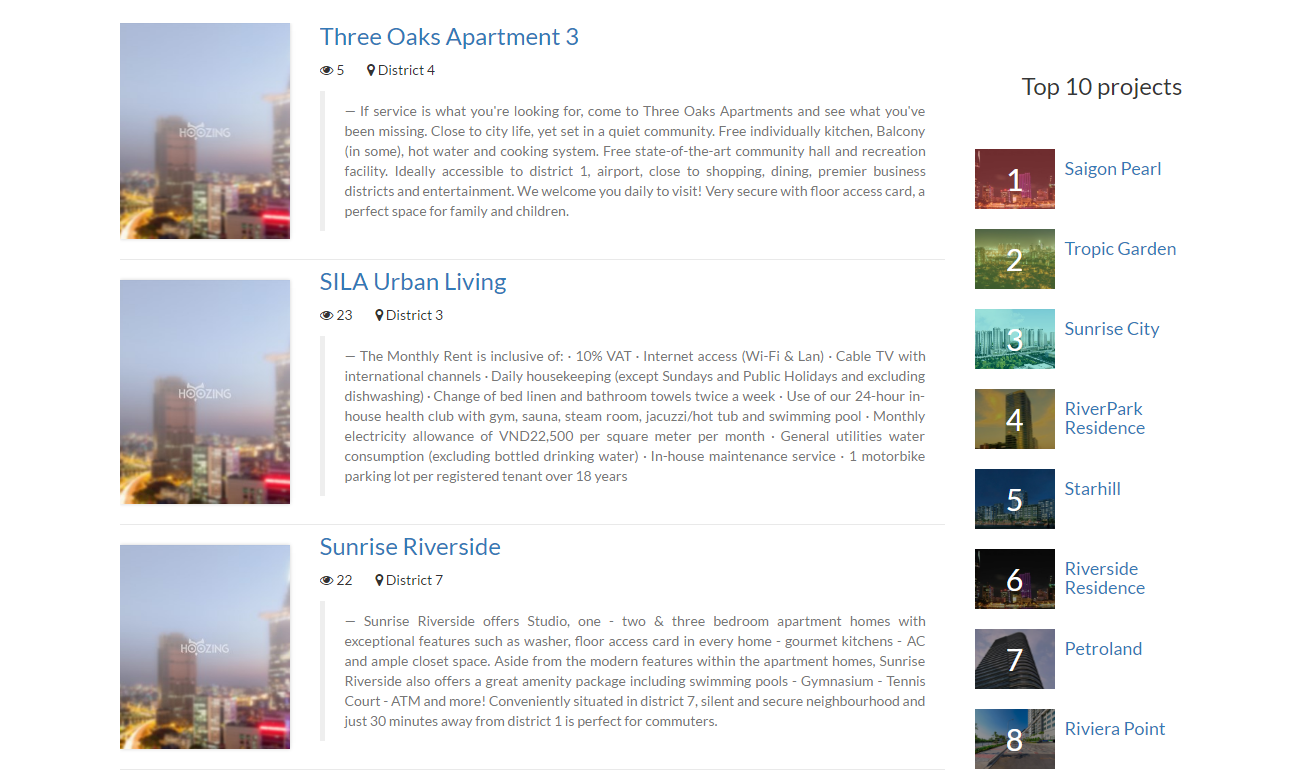 Three Oaks Apartment 3
5 District 4
— If service is what you're looking for, come to Three Oaks Apartments and see what you've
been missing. Close to city life, yet set in a quiet community. Free individually kitchen, Balcony
(in some), hot water and cooking system. Free state-of-the-art community hall and recreation
facility. Ideally accessible to district 1, airport, close to shopping, dining, premier business
districts and entertainment. We welcome you daily to visit! Very secure with floor access card, a
perfect space for family and children.
HOOZING
SILA Urban Living
23 District 3
— The Monthly Rent is inclusive of: · 10% VAT · Internet access (Wi-Fi & Lan) · Cable TV with
international channels · Daily housekeeping (except Sundays and Public Holidays and excluding
dishwashing) · Change of bed linen and bathroom towels twice a week · Use of our 24-hour in-
house health club with gym, sauna, steam room, jacuzzi/hot tub and swimming pool · Monthly
electricity allowance of VND22,500 per square meter per month · General utilities water
consumption (excluding bottled drinking water) · In-house maintenance service · 1 motorbike
parking lot per registered tenant over 18 years
HOOZING
Sunrise Riverside
22 District 7
— Sunrise Riverside offers Studio, one - two & three bedroom apartment homes with
exceptional features such as washer, floor access card in every home - gourmet kitchens - AC
and ample closet space. Aside from the modern features within the apartment homes, Sunrise
Riverside also offers a great amenity package including swimming pools - Gymnasium - Tennis
Court - ATM and more! Conveniently situated in district 7, silent and secure neighbourhood and
just 30 minutes away from district 1 is perfect for commuters.
HOOZING
Top 10 projects
1 Saigon Pearl
2 Tropic Garden
3 Sunrise City
4 RiverPark
Residence
5 Starhill
6 Riverside
Residence
7 Petroland
8 Riviera Point